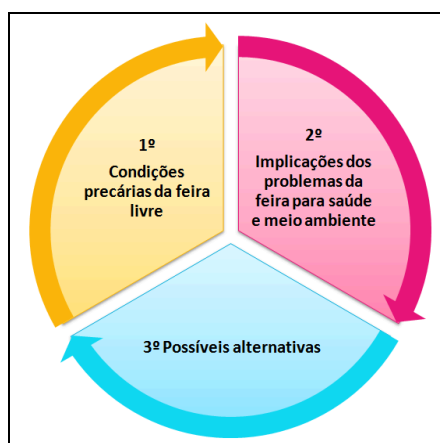 1º
Condições
precárias da feira
livre
2º
Implicações dos
problemas da
feira para saúde
e meio ambiente
3º Possíveis alternativas